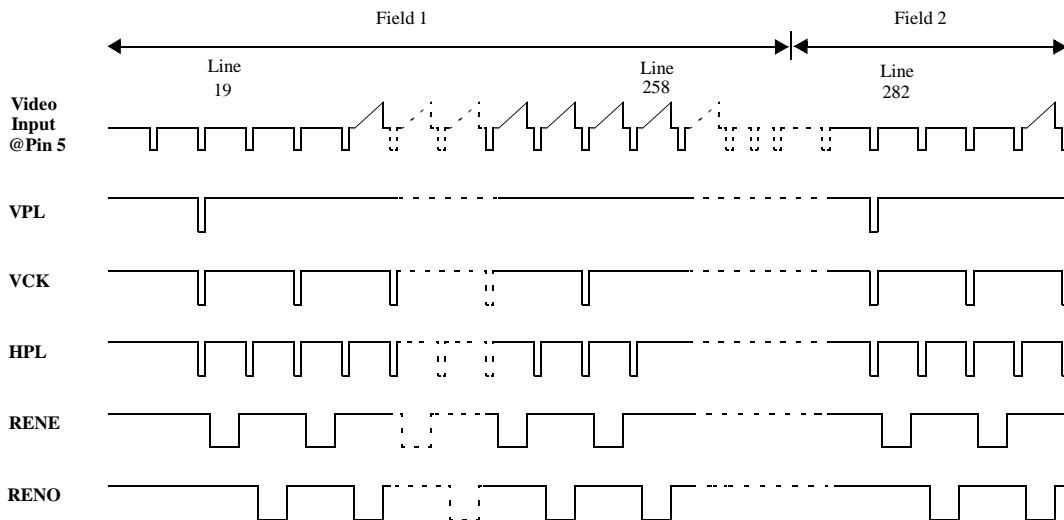 Field 1
Field 2
Line
19
Line
258
Line
282
Video
Input
@Pin 5
VPL
VCK
HPL
RENE
RENO